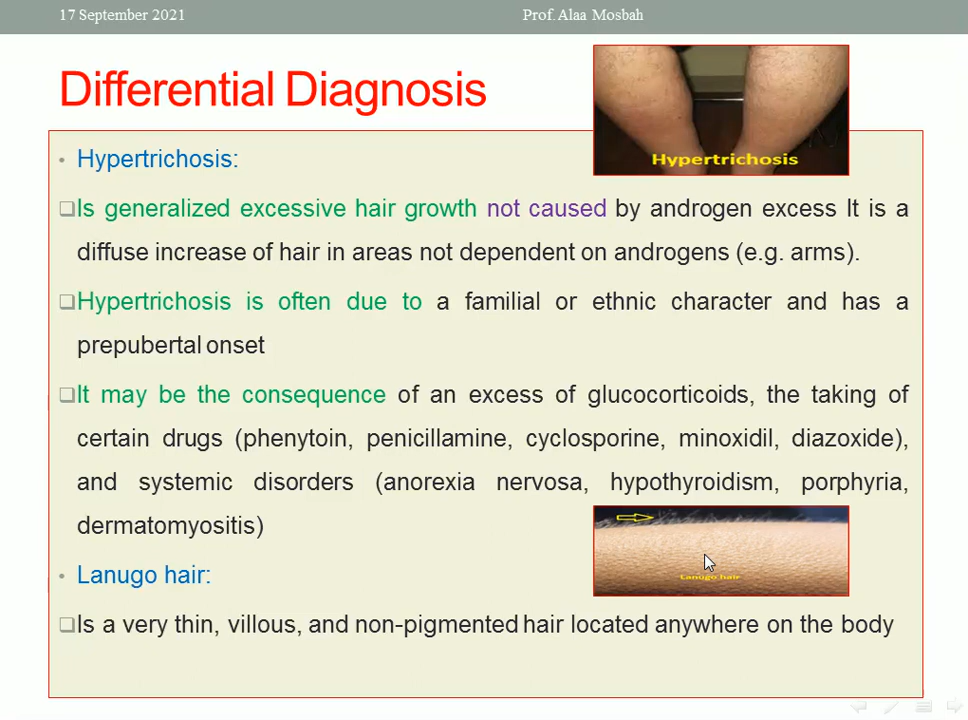 17 September 2021
Prof. Alaa Mosbah
Differential Diagnosis
Hypertrichosis
• Hypertrichosis:
❑Is generalized excessive hair growth not caused by androgen excess It is a
diffuse increase of hair in areas not dependent on androgens (e.g. arms).
❑Hypertrichosis is often due to a familial or ethnic character and has a
prepubertal onset
❑It may be the consequence of an excess of glucocorticoids, the taking of
certain drugs (phenytoin, penicillamine, cyclosporine, minoxidil, diazoxide),
and systemic disorders (anorexia nervosa, hypothyroidism, porphyria,
dermatomyositis)
Lanugo hair
• Lanugo hair:
❑Is a very thin, villous, and non-pigmented hair located anywhere on the body